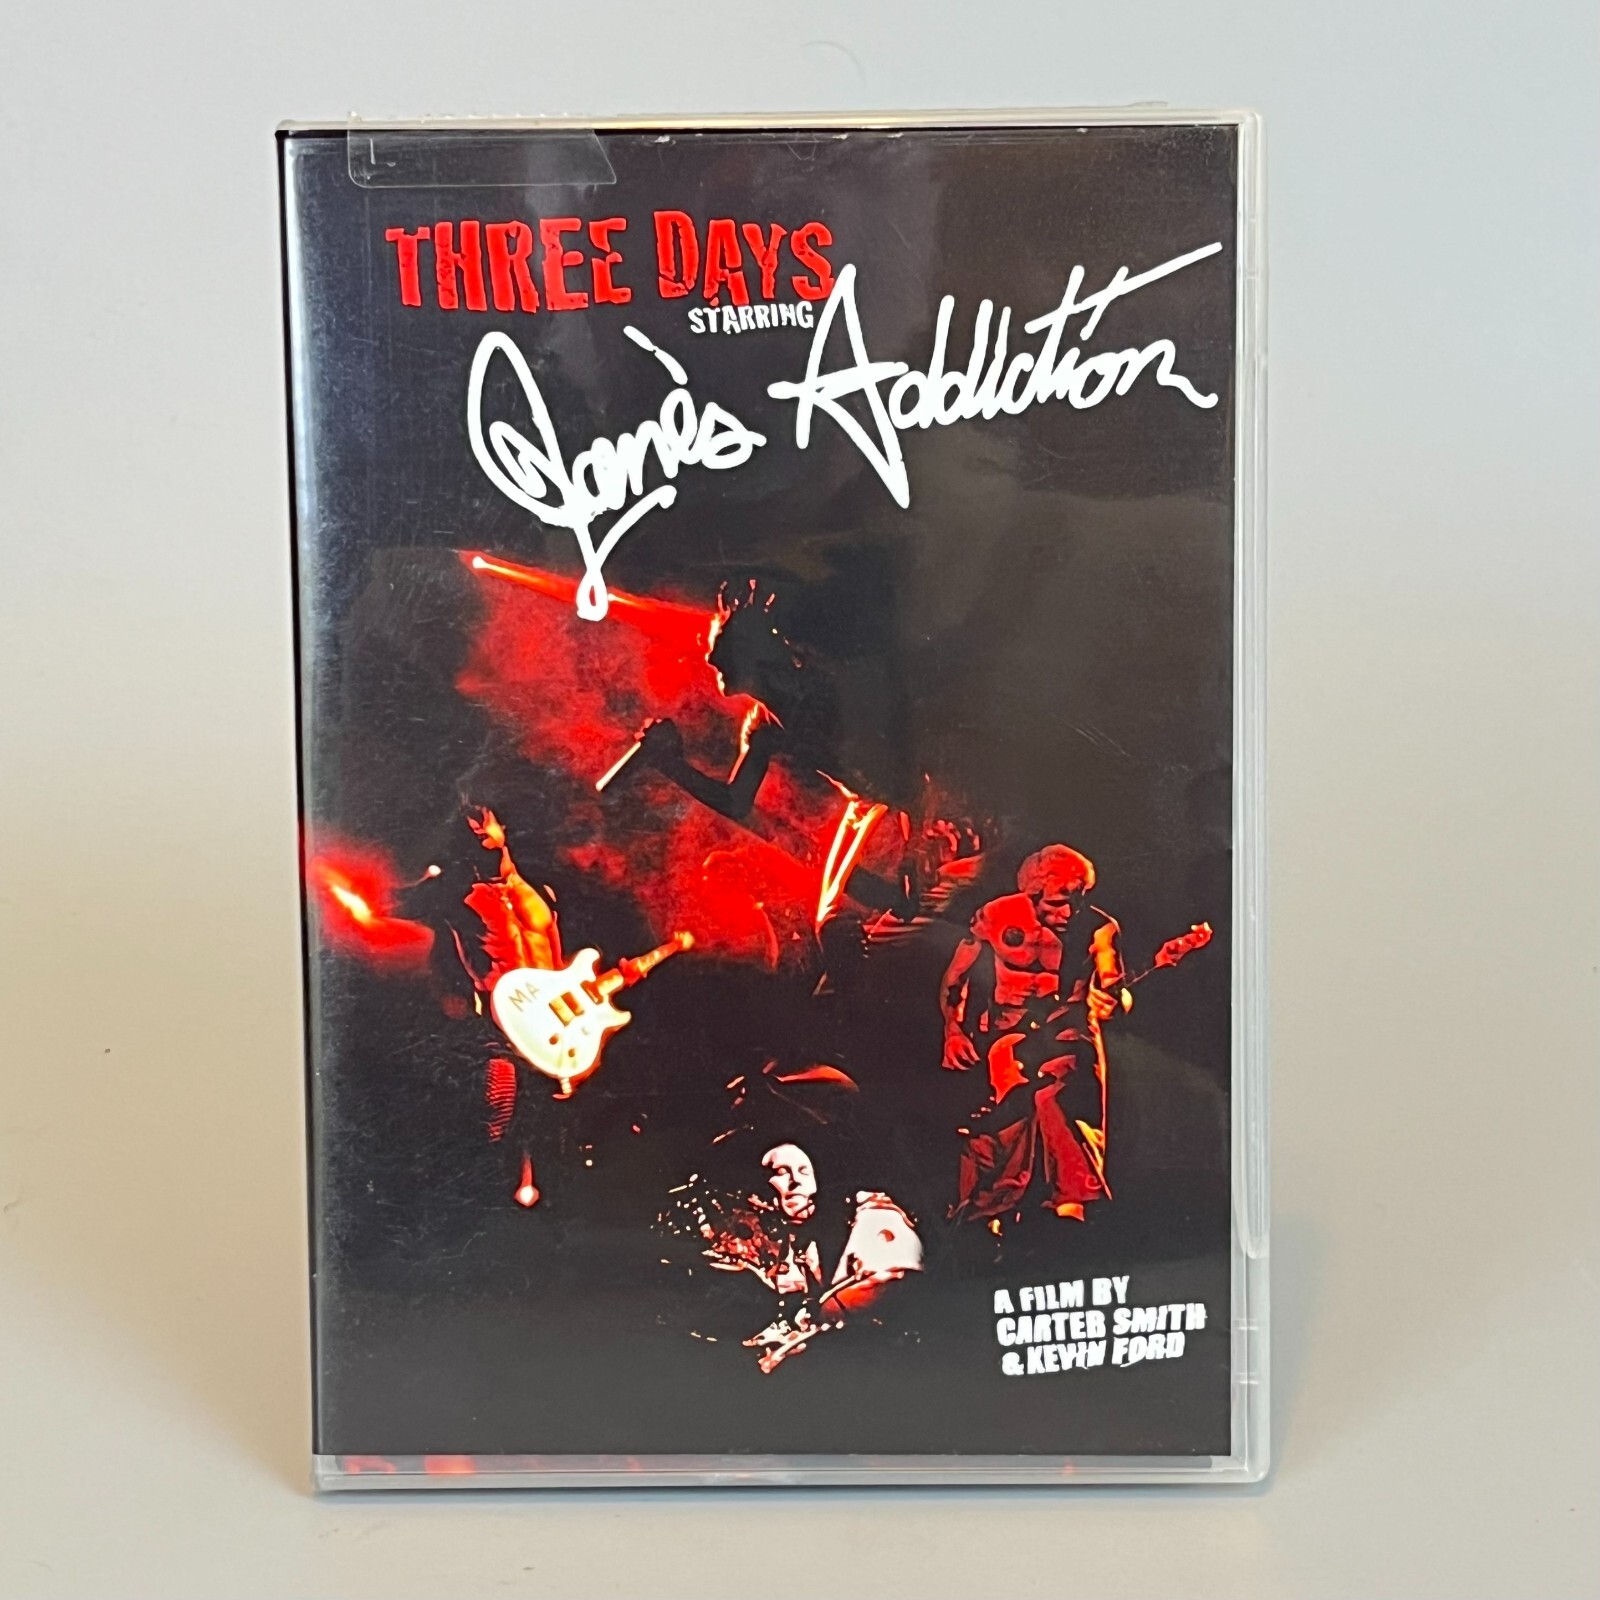 THREE DAYS
STARRING
Jane's Addiction
MA
A FILM BY
CARTER SMITH
& KEVIN FORD